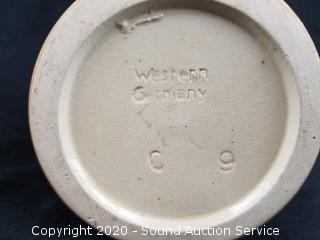 Western
Germany
C 9
Copyright 2020 - Sound Auction Service